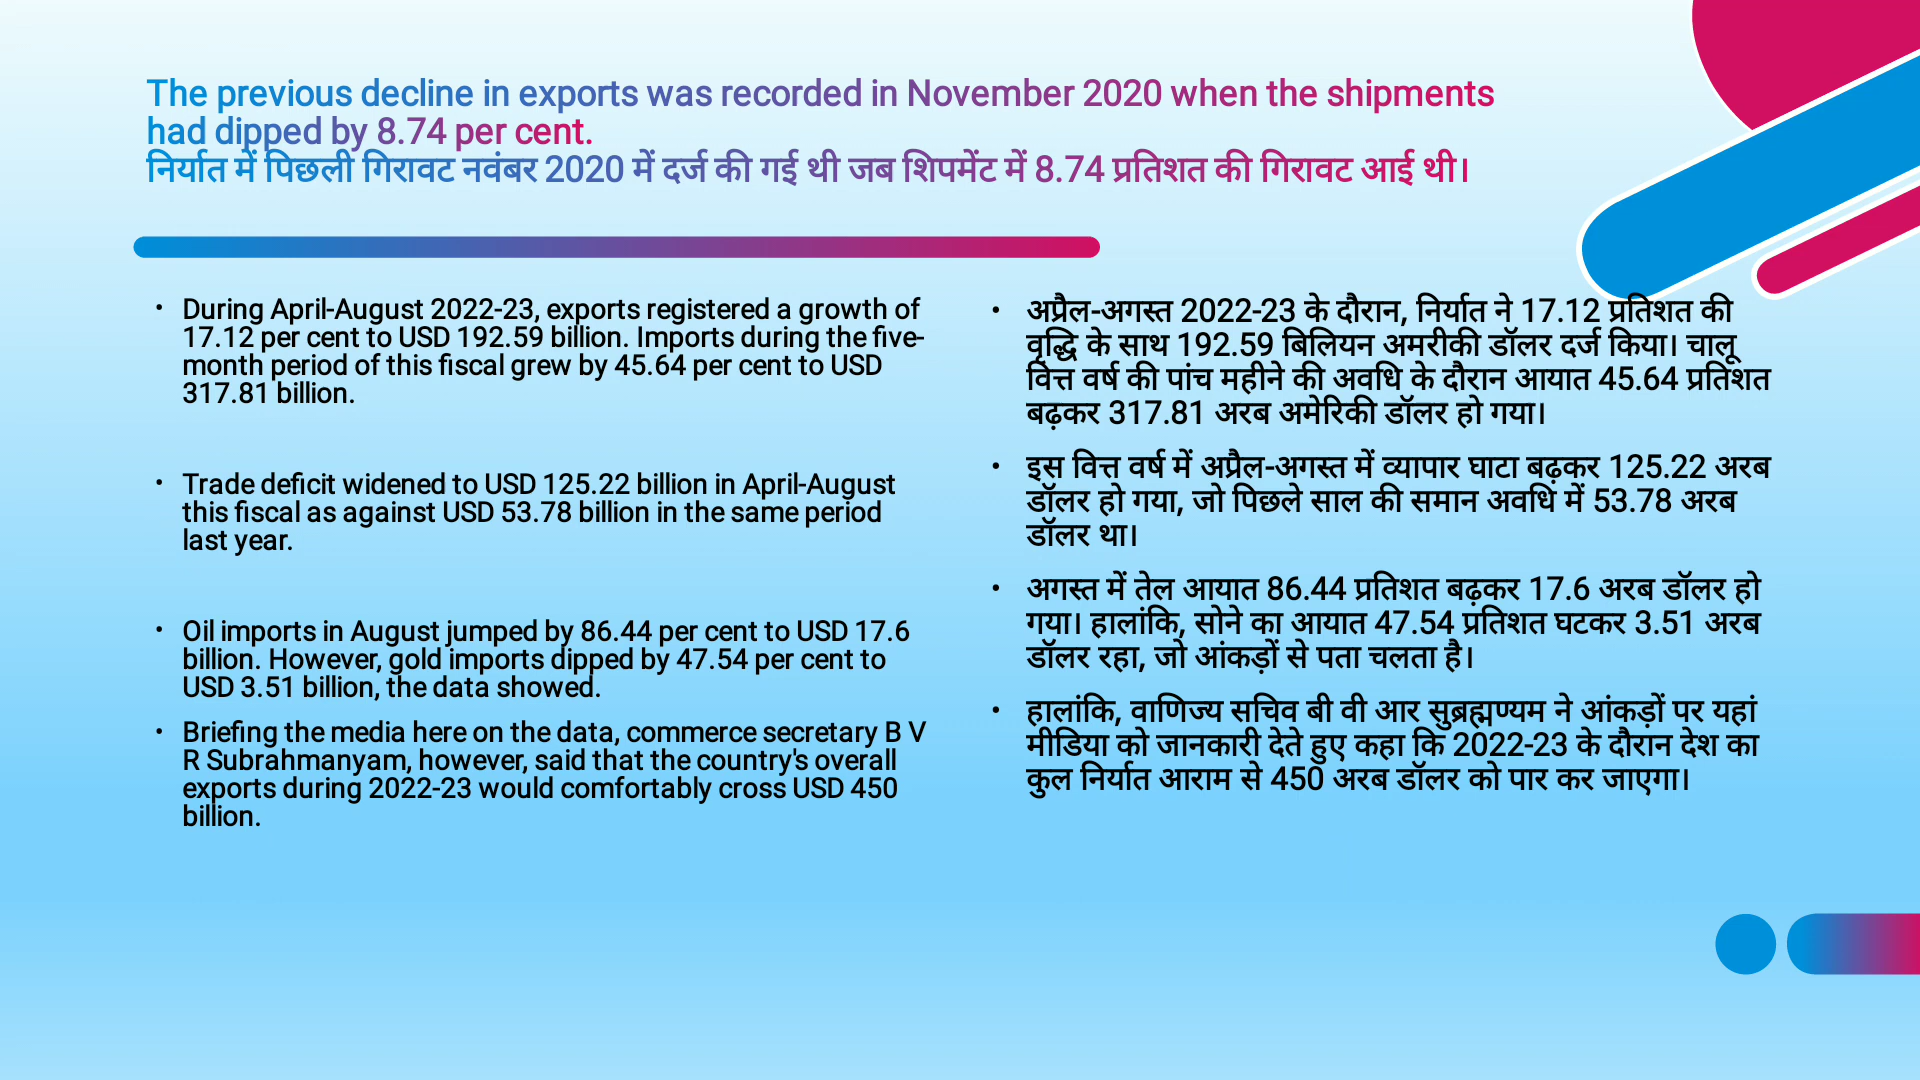 The previous decline in exports was recorded in November 2020 when the shipments
had dipped by 8.74 per cent.
निर्यात में पिछली गिरावट नवंबर 2020 में दर्ज की गई थी जब शिपमेंट में 8.74 प्रतिशत की गिरावट आई थी।
• During April-August 2022-23, exports registered a growth of
17.12 per cent to USD 192.59 billion. Imports during the five-
month period of this fiscal grew by 45.64 per cent to USD
317.81 billion.
• Trade deficit widened to USD 125.22 billion in April-August
this fiscal as against USD 53.78 billion in the same period
last year.
• Oil imports in August jumped by 86.44 per cent to USD 17.6
billion. However, gold imports dipped by 47.54 per cent to
USD 3.51 billion, the data showed.
• Briefing the media here on the data, commerce secretary B V
R Subrahmanyam, however, said that the country's overall
exports during 2022-23 would comfortably cross USD 450
billion.
• अप्रैल-अगस्त 2022-23 के दौरान, निर्यात ने 17.12 प्रतिशत की
वृद्धि के साथ 192.59 बिलियन अमरीकी डॉलर दर्ज किया। चालू
वित्त वर्ष की पांच महीने की अवधि के दौरान आयात 45.64 प्रतिशत
बढ़कर 317.81 अरब अमेरिकी डॉलर हो गया।
• इस वित्त वर्ष में अप्रैल-अगस्त में व्यापार घाटा बढ़कर 125.22 अरब
डॉलर हो गया, जो पिछले साल की समान अवधि में 53.78 अरब
डॉलर था।
• अगस्त में तेल आयात 86.44 प्रतिशत बढ़कर 17.6 अरब डॉलर हो
गया। हालांकि, सोने का आयात 47.54 प्रतिशत घटकर 3.51 अरब
डॉलर रहा, जो आंकड़ों से पता चलता है।
• हालांकि, वाणिज्य सचिव बी वी आर सुब्रह्मण्यम ने आंकड़ों पर यहां
मीडिया को जानकारी देते हुए कहा कि 2022-23 के दौरान देश का
कुल निर्यात आराम से 450 अरब डॉलर को पार कर जाएगा।